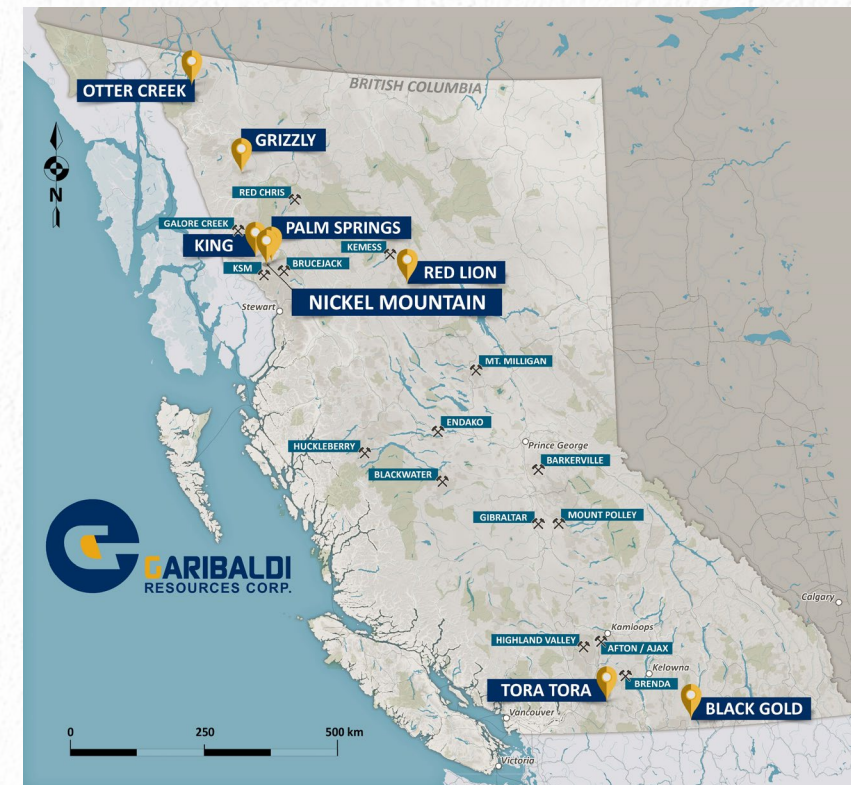 BRITISH COLUMBIA
OTTER CREEK
GRIZZLY
N
RED CHRIS
GALORE CREEK
PALM SPRINGS
KING
KEMESS
KSM
BRUCEJACK
RED LION
NICKEL MOUNTAIN
Stewart
MT. MILLIGAN
ENDAKO
HUCKLEBERRY
Prince George
BARKERVILLE
BLACKWATER
GIBRALTAR
MOUNT POLLEY
GARIBALDI
RESOURCES CORP.
Calgary
Kamloops
HIGHLAND VALLEY
AFTON / AJAX
Kelowna
BRENDA
TORA TORA
BLACK GOLD
Vancouver
0 250 500 km
Victoria